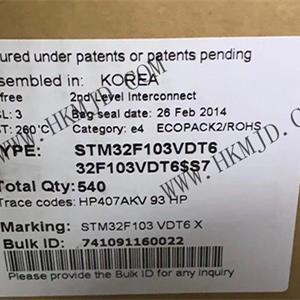 ured under patents or patents pending
sembled in: KOREA
free 2nd Level Interconnect
SL: 3 Bag seal date: 26 Feb 2014
ST: 260°c Category: e4 ECOPACK2/ROHS
YPE: STM32F103VDT6
32F103VDT6$S7
Total Qty: 540
Trace codes: HP407AKV 93 HP
Marking: STM32F103 VDT6 X
Bulk ID: 741091160022
Please provide the Bulk ID for any inquiry
WWW.HKMJD.COM